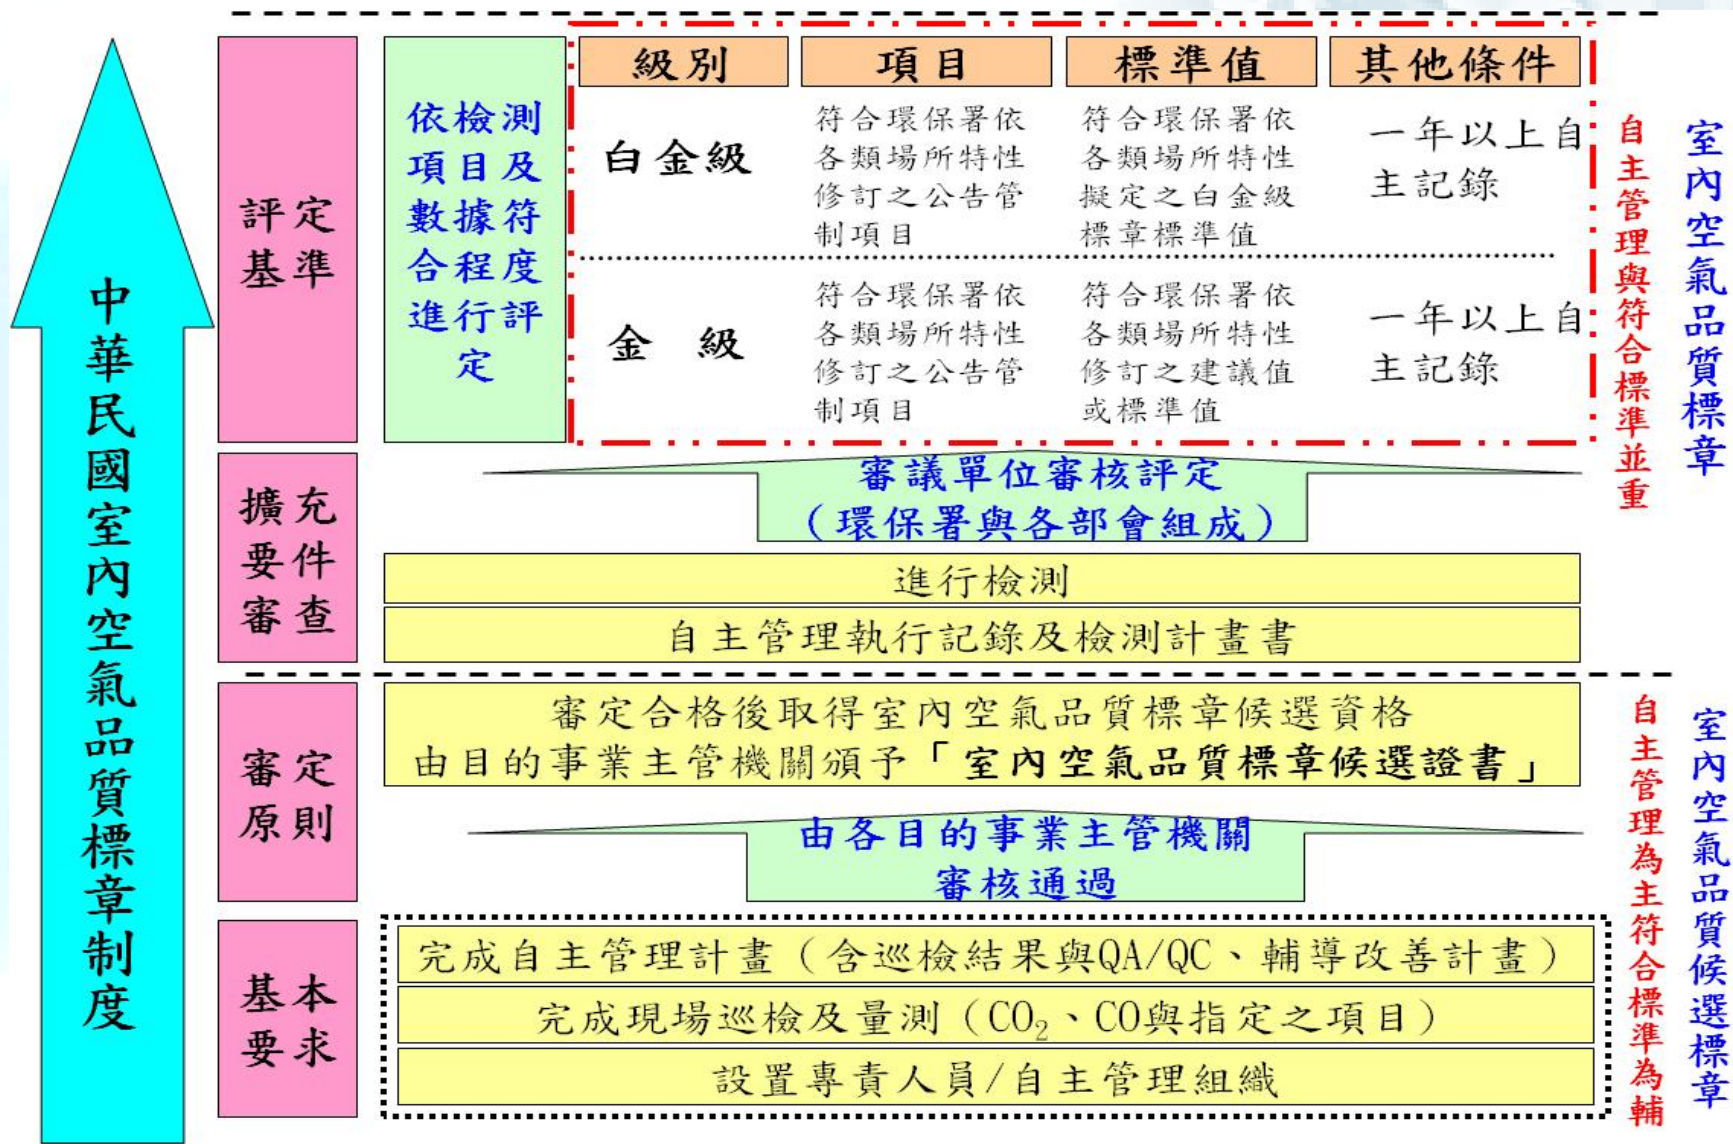 中華民國室內空氣品質標章制度
評定
基準
依檢測
項目及
數據符
合程度
進行評
定
級別
項目
標準值
其他條件
白金級
符合環保署依
各類場所特性
修訂之公告管
制項目
符合環保署依
各類場所特性
擬定之白金級
標章標準值
一年以上自
主記錄
金 級
符合環保署依
各類場所特性
修訂之公告管
制項目
符合環保署依
各類場所特性
修訂之建議值
或標準值
一年以上自
主記錄
自主管理與符合標準並重
室內空氣品質標章
擴充
要件
審查
審議單位審核評定
(環保署與各部會組成)
進行檢測
自主管理執行記錄及檢測計畫書
審定
原則
審定合格後取得室內空氣品質標章候選資格
由目的事業主管機關頒予「室內空氣品質標章候選證書」
由各目的事業主管機關
審核通過
基本
要求
完成自主管理計畫(含巡檢結果與QA/QC、輔導改善計畫)
完成現場巡檢及量測(CO₂、CO與指定之項目)
設置專責人員/自主管理組織
自主管理為主符合標準為輔
室內空氣品質候選標章